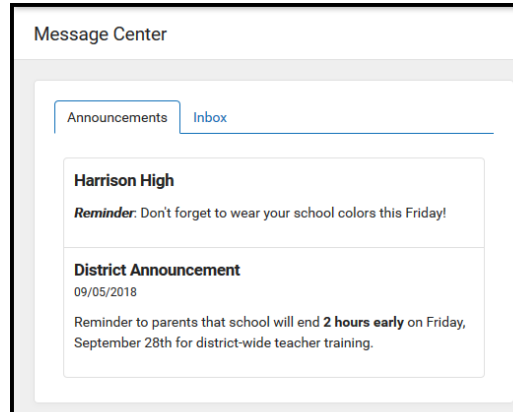 Message Center
Announcements
Inbox
Harrison High
Reminder: Don't forget to wear your school colors this Friday!
District Announcement
09/05/2018
Reminder to parents that school will end 2 hours early on Friday,
September 28th for district-wide teacher training.